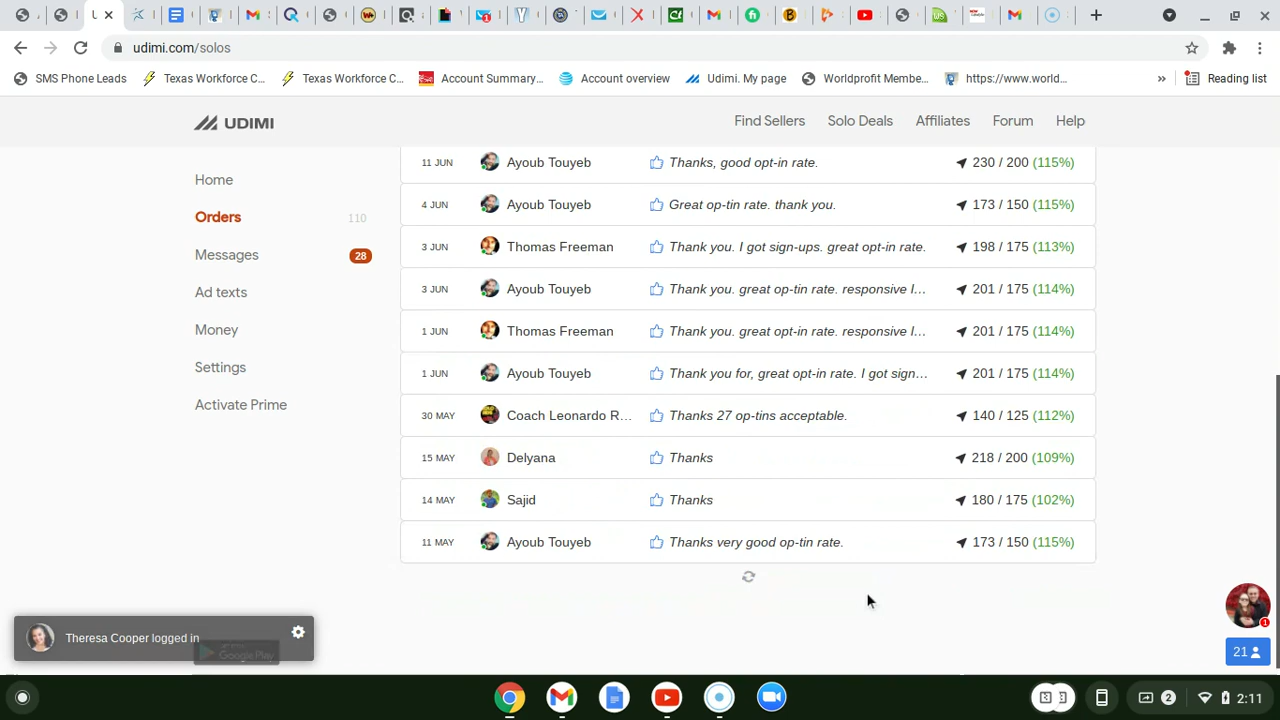 udimi.com/solos
SMS Phone Leads
Texas Workforce C...
Texas Workforce C...
Account Summary...
Account overview
Udimi. My page
Worldprofit Membe...
https://www.world...
»
Reading list
UDIMI
Find Sellers
Solo Deals
Affiliates
Forum
Help
Home
Orders 110
Messages 28
Ad texts
Money
Settings
Activate Prime
11 JUN Ayoub Touyeb Thanks, good opt-in rate. 230 / 200 (115%)
4 JUN Ayoub Touyeb Great op-tin rate. thank you. 173 / 150 (115%)
3 JUN Thomas Freeman Thank you. I got sign-ups. great opt-in rate. 198 / 175 (113%)
3 JUN Ayoub Touyeb Thank you. great op-tin rate. responsive l... 201 / 175 (114%)
1 JUN Thomas Freeman Thank you. great opt-in rate. responsive l... 201 / 175 (114%)
1 JUN Ayoub Touyeb Thank you for, great opt-in rate. I got sign... 201 / 175 (114%)
30 MAY Coach Leonardo R... Thanks 27 op-tins acceptable. 140 / 125 (112%)
15 MAY Delyana Thanks 218 / 200 (109%)
14 MAY Sajid Thanks 180 / 175 (102%)
11 MAY Ayoub Touyeb Thanks very good op-tin rate. 173 / 150 (115%)
Theresa Cooper logged in
Google Play
1
21
2
2:11